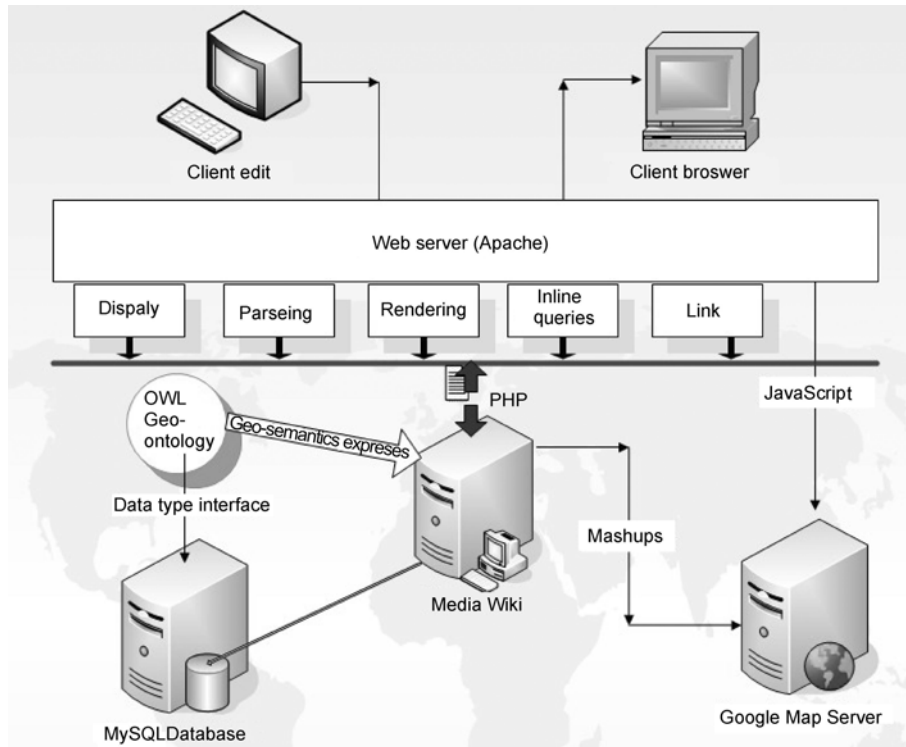 Client edit
Client broswer
Web server (Apache)
Dispaly
Parseing
Rendering
Inline
queries
Link
OWL
Geo-
ontology
Geo-semantics expreses
PHP
JavaScript
Data type interface
Mashups
Media Wiki
MySQLDatabase
Google Map Server